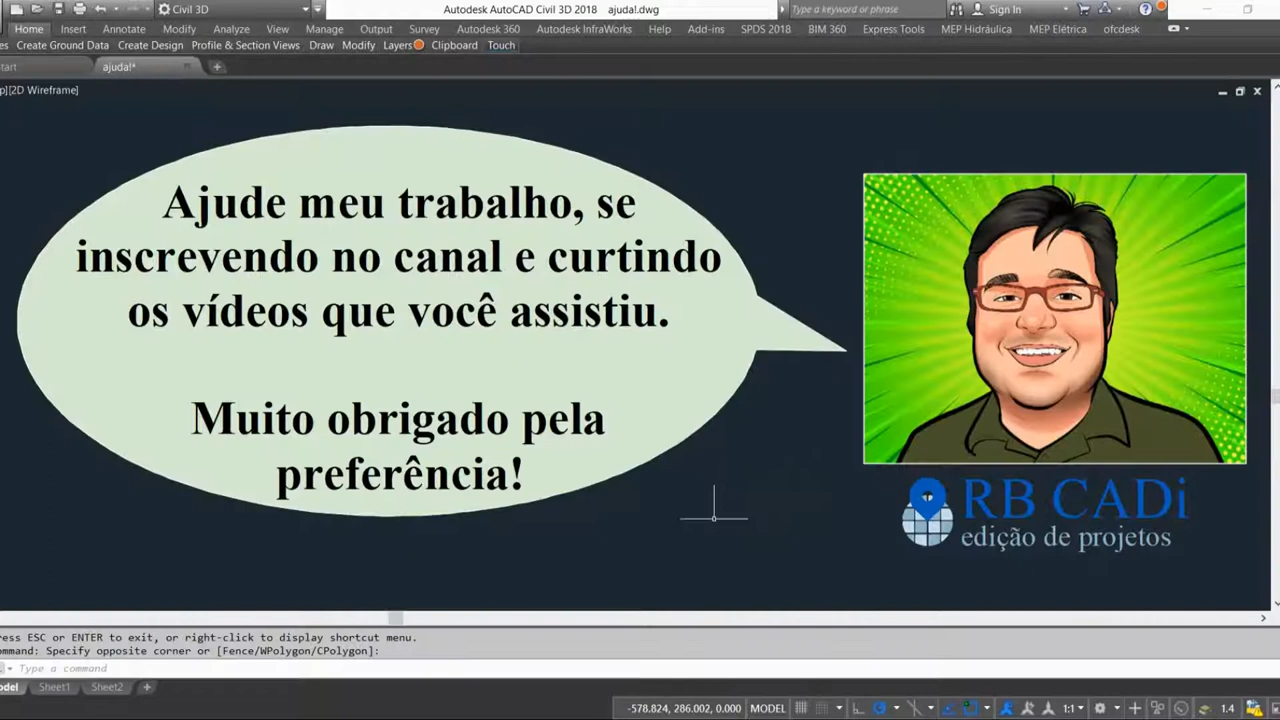 Civil 3D
Autodesk AutoCAD Civil 3D 2018 ajuda!.dwg
Type a keyword or phrase
Sign In
Home Insert Annotate Modify Analyze View Manage Output Survey Autodesk 360 Autodesk InfraWorks Help Add-ins SPDS 2018 BIM 360 Express Tools MEP Hidráulica MEP Elétrica ofcdesk
es Create Ground Data Create Design Profile & Section Views Draw Modify Layers Clipboard Touch
tart ajuda!*
p][2D Wireframe]
Ajude meu trabalho, se
inscrevendo no canal e curtindo
os vídeos que você assistiu.
Muito obrigado pela
preferência!
RB CADi
edição de projetos
ress ESC or ENTER to exit, or right-click to display shortcut menu.
ommand: Specify opposite corner or [Fence/WPolygon/CPolygon]:
Type a command
odel Sheet1 Sheet2
-578.824, 286.002, 0.000 MODEL 1:1 1.4